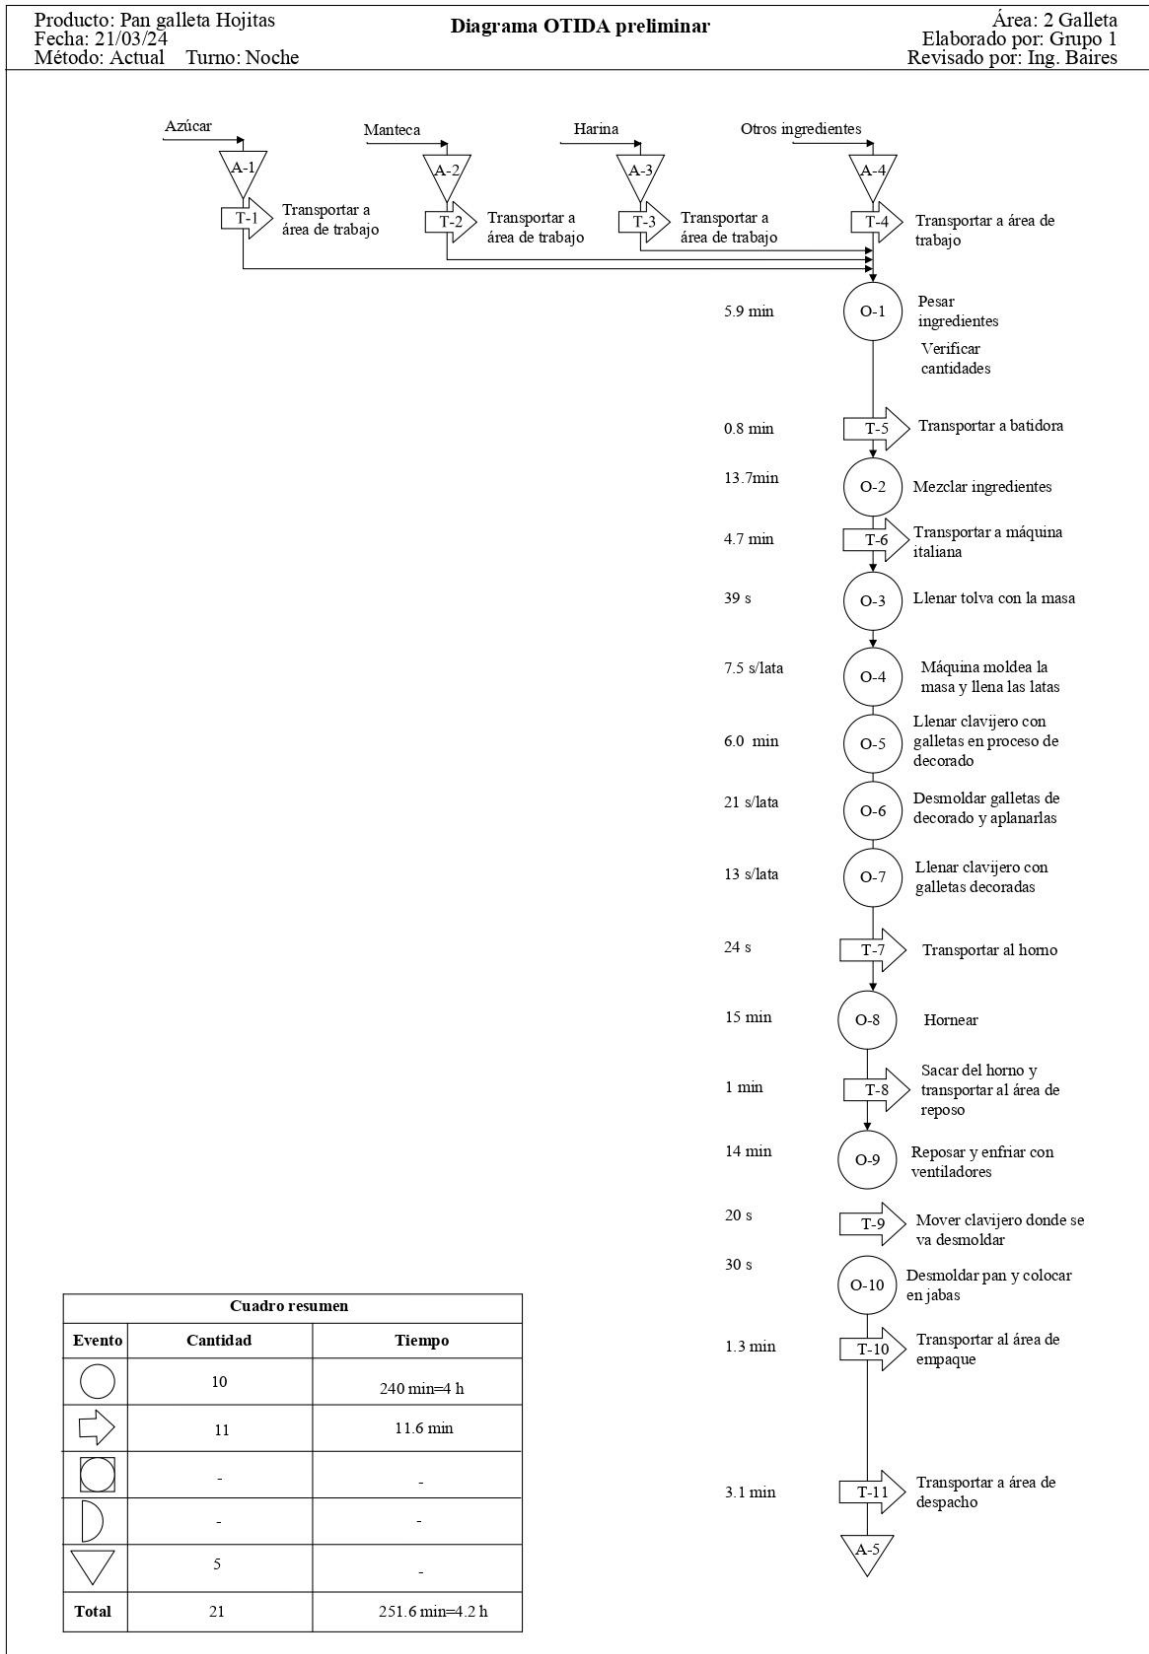 Producto: Pan galleta Hojitas
Fecha: 21/03/24
Método: Actual Turno: Noche
Diagrama OTIDA preliminar
Área: 2 Galleta
Elaborado por: Grupo 1
Revisado por: Ing. Baires
Azúcar
Manteca
Harina
Otros ingredientes
A-1
A-2
A-3
A-4
T-1
Transportar a
área de trabajo
T-2
Transportar a
área de trabajo
T-3
Transportar a
área de trabajo
T-4
Transportar a área de
trabajo
5.9 min
O-1
Pesar
ingredientes
Verificar
cantidades
0.8 min
T-5
Transportar a batidora
13.7min
O-2
Mezclar ingredientes
4.7 min
T-6
Transportar a máquina
italiana
39 s
O-3
Llenar tolva con la masa
7.5 s/lata
O-4
Máquina moldea la
masa y llena las latas
6.0 min
O-5
Llenar clavijero con
galletas en proceso de
decorado
21 s/lata
O-6
Desmoldar galletas de
decorado y aplanarlas
13 s/lata
O-7
Llenar clavijero con
galletas decoradas
24 s
T-7
Transportar al horno
15 min
O-8
Hornear
1 min
T-8
Sacar del horno y
transportar al área de
reposo
14 min
O-9
Reposar y enfriar con
ventiladores
20 s
T-9
Mover clavijero donde se
va desmoldar
30 s
O-10
Desmoldar pan y colocar
en jabas
1.3 min
T-10
Transportar al área de
empaque
3.1 min
T-11
Transportar a área de
despacho
A-5
Cuadro resumen
Evento Cantidad Tiempo
10 240 min=4 h
11 11.6 min
- -
- -
5 -
Total 21 251.6 min=4.2 h